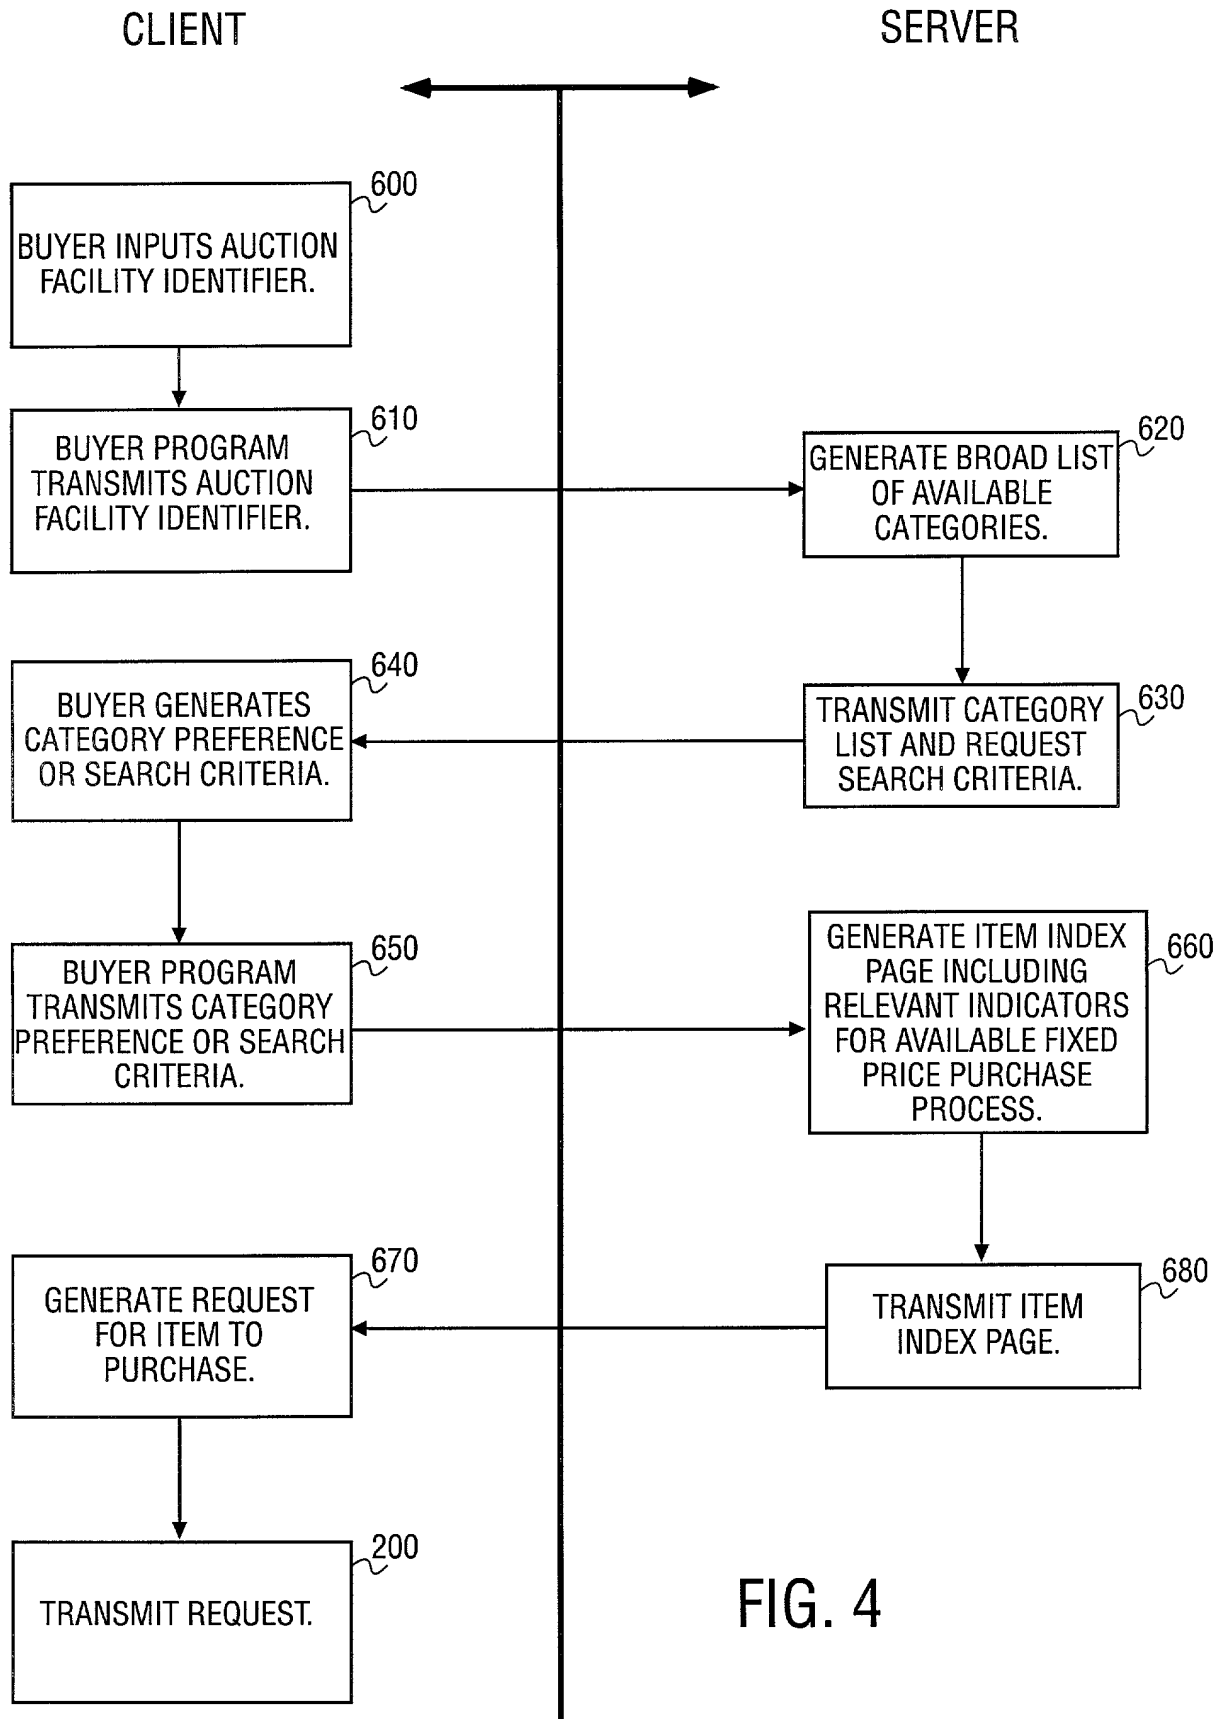 CLIENT
SERVER
600
BUYER INPUTS AUCTION
FACILITY IDENTIFIER.
610
BUYER PROGRAM
TRANSMITS AUCTION
FACILITY IDENTIFIER.
620
GENERATE BROAD LIST
OF AVAILABLE
CATEGORIES.
630
TRANSMIT CATEGORY
LIST AND REQUEST
SEARCH CRITERIA.
640
BUYER GENERATES
CATEGORY PREFERENCE
OR SEARCH CRITERIA.
650
BUYER PROGRAM
TRANSMITS CATEGORY
PREFERENCE OR SEARCH
CRITERIA.
660
GENERATE ITEM INDEX
PAGE INCLUDING
RELEVANT INDICATORS
FOR AVAILABLE FIXED
PRICE PURCHASE
PROCESS.
680
TRANSMIT ITEM
INDEX PAGE.
670
GENERATE REQUEST
FOR ITEM TO
PURCHASE.
200
TRANSMIT REQUEST.
FIG. 4